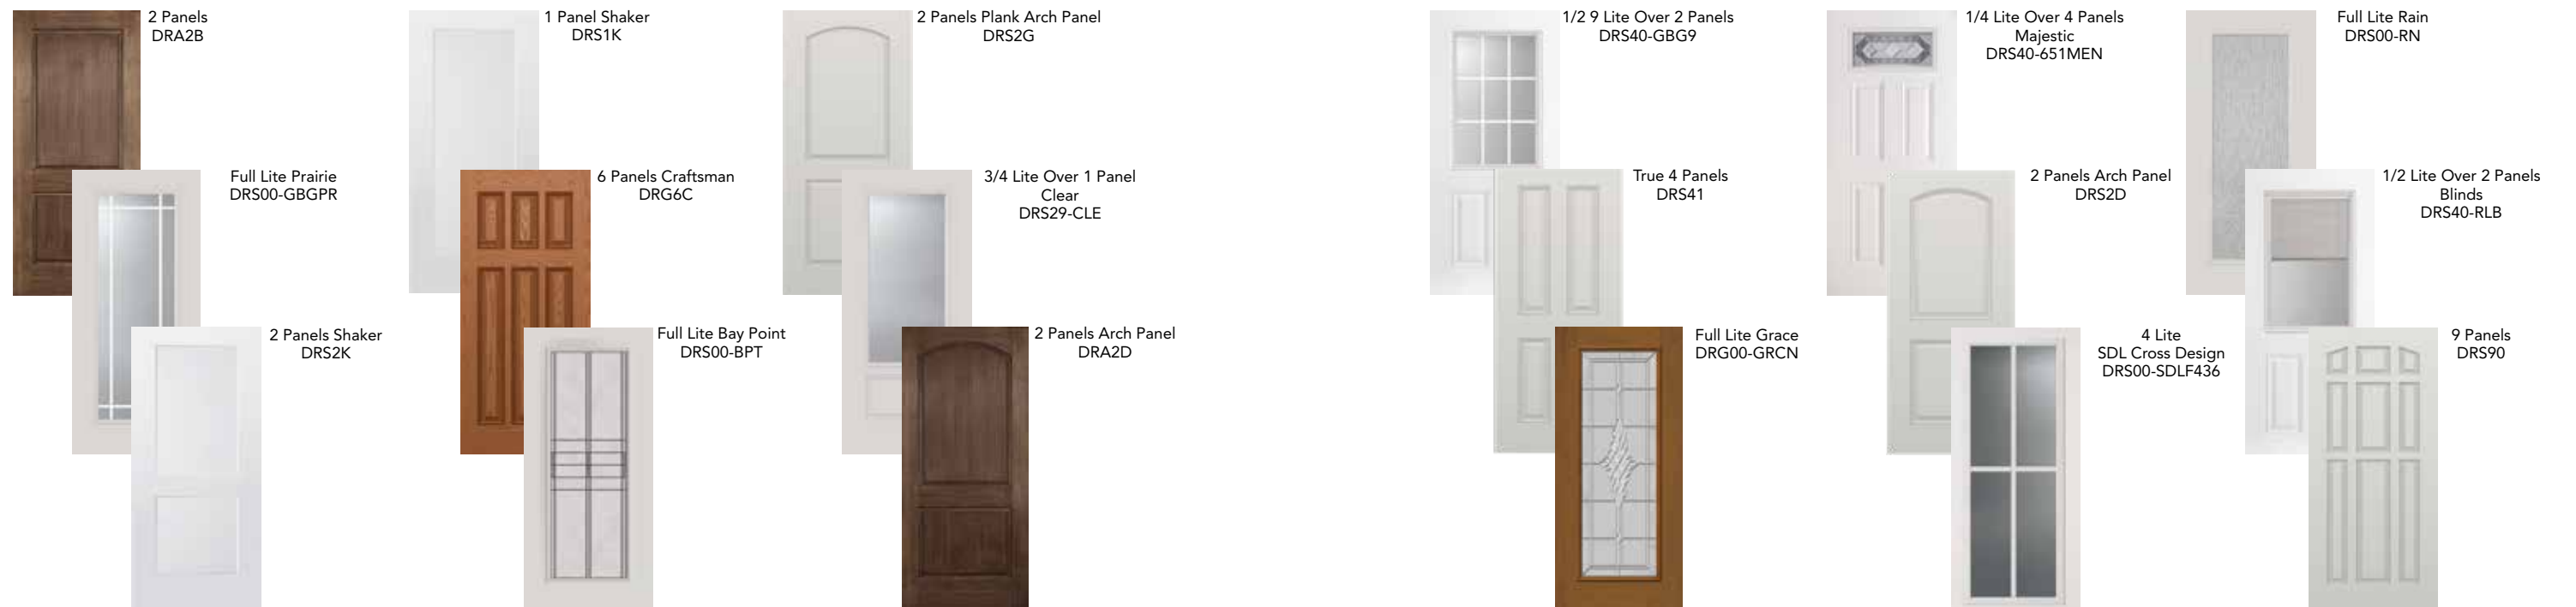 2 Panels
DRA2B
Full Lite Prairie
DRS00-GBGPR
2 Panels Shaker
DRS2K
1 Panel Shaker
DRS1K
6 Panels Craftsman
DRG6C
Full Lite Bay Point
DRS00-BPT
2 Panels Plank Arch Panel
DRS2G
3/4 Lite Over 1 Panel
Clear
DRS29-CLE
2 Panels Arch Panel
DRA2D
1/2 9 Lite Over 2 Panels
DRS40-GBG9
True 4 Panels
DRS41
Full Lite Grace
DRG00-GRCN
1/4 Lite Over 4 Panels
Majestic
DRS40-651MEN
2 Panels Arch Panel
DRS2D
4 Lite
SDL Cross Design
DRS00-SDLF436
Full Lite Rain
DRS00-RN
1/2 Lite Over 2 Panels
Blinds
DRS40-RLB
9 Panels
DRS90